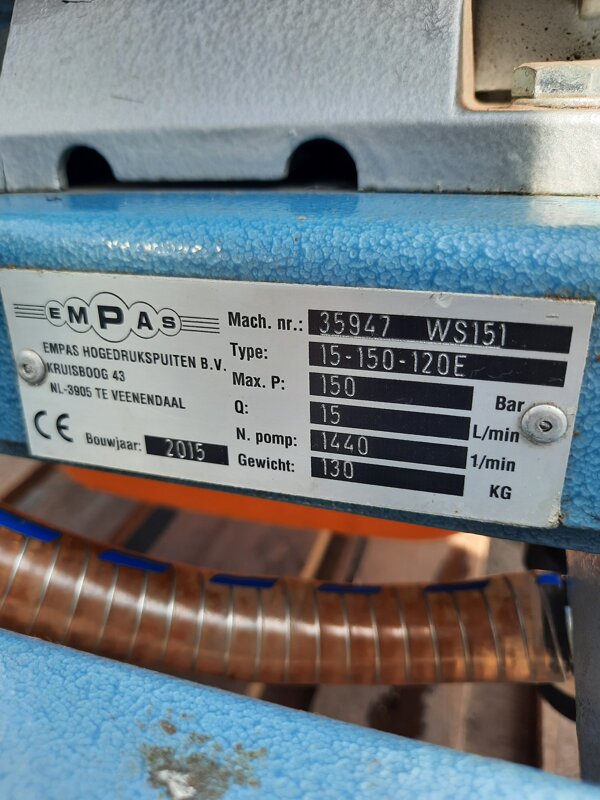 EMPAS
EMPAS HOGEDRUKSPUITEN B.V.
KRUISBOOG 43
NL-3905 TE VEENENDAAL
CE
Bouwjaar: 2015
Mach. nr.: 35947 WS151
Type: 15-150-120E
Max. P: 150 Bar
Q: 15 L/min
N. pomp: 1440 1/min
Gewicht: 130 KG